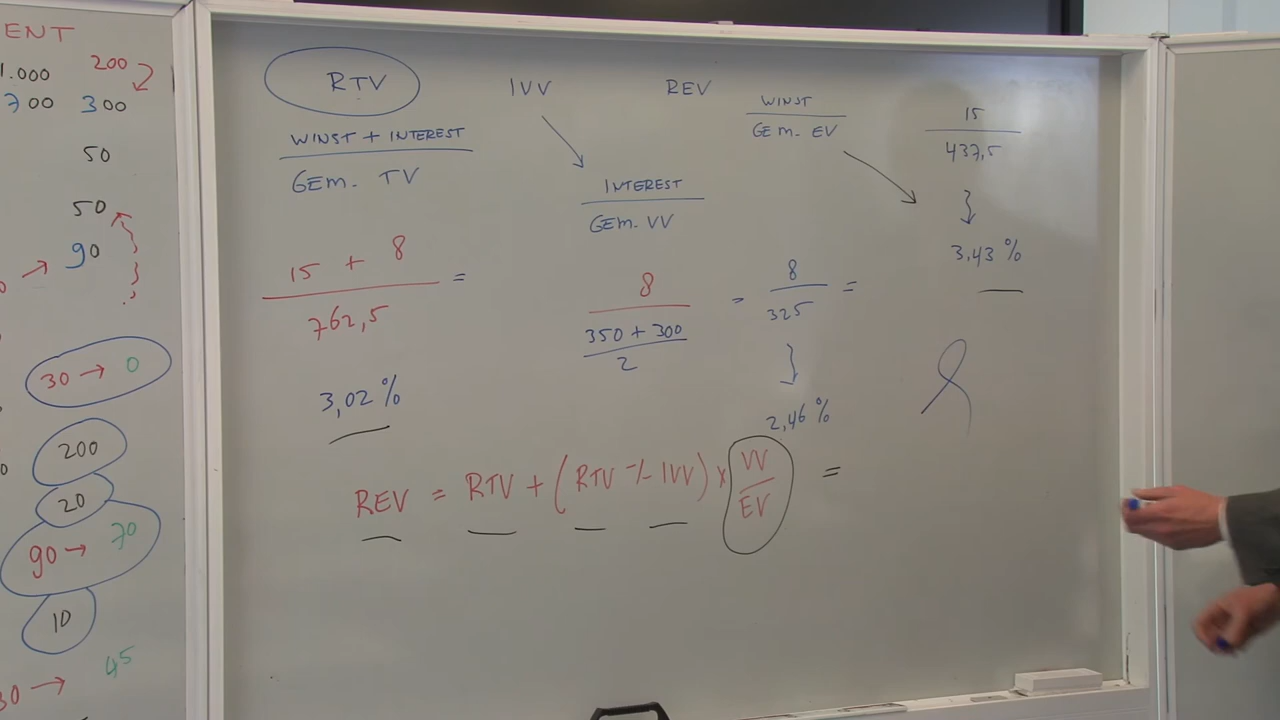 ENT
1.000 200
700 300
50
50
90
30 → 0
200
20
90 → 70
10
30 → 45
RTV IVV REV
WINST + INTEREST
GEM. TV
15 + 8 =
762,5
3,02 %
INTEREST
GEM. VV
8
350 + 300
2
= 8 =
325
2,46 %
WINST
GEM. EV
15
437,5
3,43 %
REV = RTV + (RTV -/- IVV) x VV =
EV